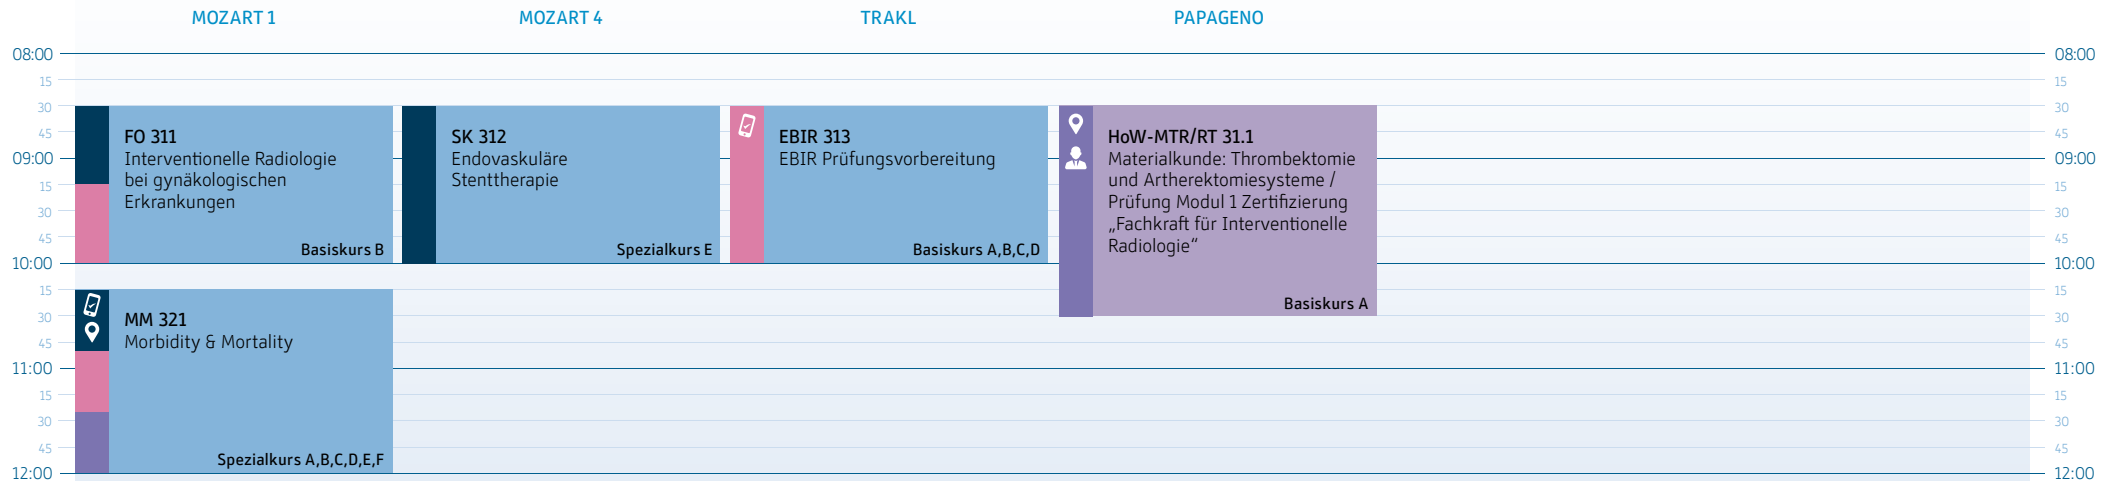 MOZART 1
MOZART 4
TRAKL
PAPAGENO
08:00
15
30
45
09:00
15
30
45
10:00
15
30
45
11:00
15
30
45
12:00
FO 311
Interventionelle Radiologie
bei gynäkologischen
Erkrankungen
Basiskurs B
MM 321
Morbidity & Mortality
Spezialkurs A,B,C,D,E,F
SK 312
Endovaskuläre
Stenttherapie
Spezialkurs E
EBIR 313
EBIR Prüfungsvorbereitung
Basiskurs A,B,C,D
HoW-MTR/RT 31.1
Materialkunde: Thrombektomie
und Artherektomiesysteme /
Prüfung Modul 1 Zertifizierung
„Fachkraft für Interventionelle
Radiologie“
Basiskurs A
08:00
15
30
45
09:00
15
30
45
10:00
15
30
45
11:00
15
30
45
12:00